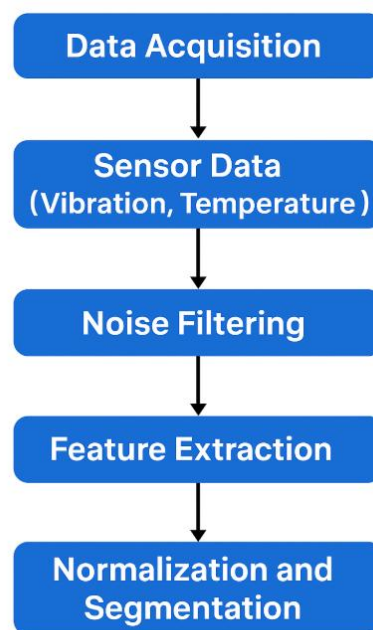 Data Acquisition
Sensor Data
(Vibration, Temperature)
Noise Filtering
Feature Extraction
Normalization and
Segmentation